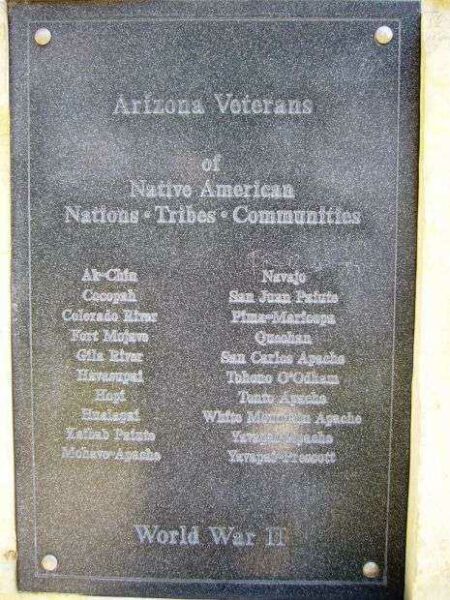 Arizona Veterans
of
Native American
Nations · Tribes · Communities
Ak-Chin
Cocopah
Colorado River
Fort Mojave
Gila River
Havasupai
Hopi
Hualapai
Kaibab Paiute
Mohave-Apache
Navajo
San Juan Paiute
Pima-Maricopa
Quechan
San Carlos Apache
Tohono O'Odham
Tonto Apache
White Mountain Apache
Yavapai-Apache
Yavapai-Prescott
World War II